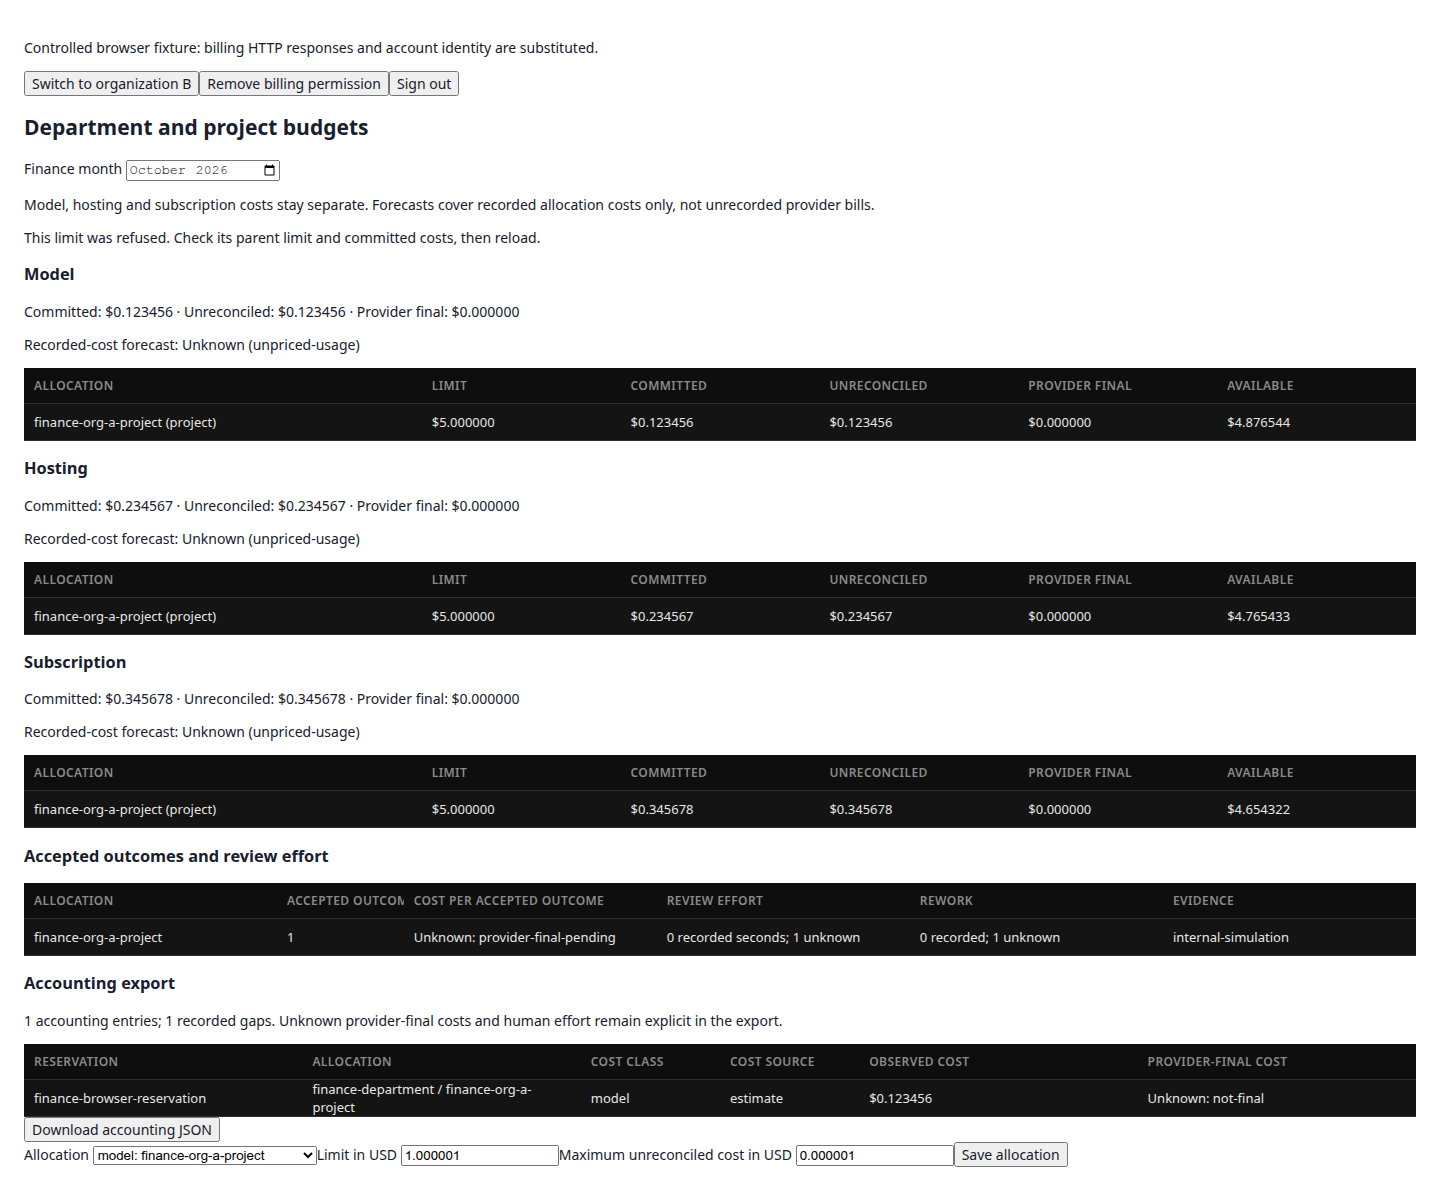 Controlled browser fixture: billing HTTP responses and account identity are substituted.
Switch to organization B Remove billing permission Sign out
Department and project budgets
Finance month October 2026
Model, hosting and subscription costs stay separate. Forecasts cover recorded allocation costs only, not unrecorded provider bills.
This limit was refused. Check its parent limit and committed costs, then reload.
Model
Committed: $0.123456 · Unreconciled: $0.123456 · Provider final: $0.000000
Recorded-cost forecast: Unknown (unpriced-usage)
ALLOCATION LIMIT COMMITTED UNRECONCILED PROVIDER FINAL AVAILABLE
finance-org-a-project (project) $5.000000 $0.123456 $0.123456 $0.000000 $4.876544
Hosting
Committed: $0.234567 · Unreconciled: $0.234567 · Provider final: $0.000000
Recorded-cost forecast: Unknown (unpriced-usage)
ALLOCATION LIMIT COMMITTED UNRECONCILED PROVIDER FINAL AVAILABLE
finance-org-a-project (project) $5.000000 $0.234567 $0.234567 $0.000000 $4.765433
Subscription
Committed: $0.345678 · Unreconciled: $0.345678 · Provider final: $0.000000
Recorded-cost forecast: Unknown (unpriced-usage)
ALLOCATION LIMIT COMMITTED UNRECONCILED PROVIDER FINAL AVAILABLE
finance-org-a-project (project) $5.000000 $0.345678 $0.345678 $0.000000 $4.654322
Accepted outcomes and review effort
ALLOCATION ACCEPTED OUTCOM COST PER ACCEPTED OUTCOME REVIEW EFFORT REWORK EVIDENCE
finance-org-a-project 1 Unknown: provider-final-pending 0 recorded seconds; 1 unknown 0 recorded; 1 unknown internal-simulation
Accounting export
1 accounting entries; 1 recorded gaps. Unknown provider-final costs and human effort remain explicit in the export.
RESERVATION ALLOCATION COST CLASS COST SOURCE OBSERVED COST PROVIDER-FINAL COST
finance-browser-reservation finance-department / finance-org-a-project model estimate $0.123456 Unknown: not-final
Download accounting JSON
Allocation model: finance-org-a-project Limit in USD 1.000001 Maximum unreconciled cost in USD 0.000001 Save allocation